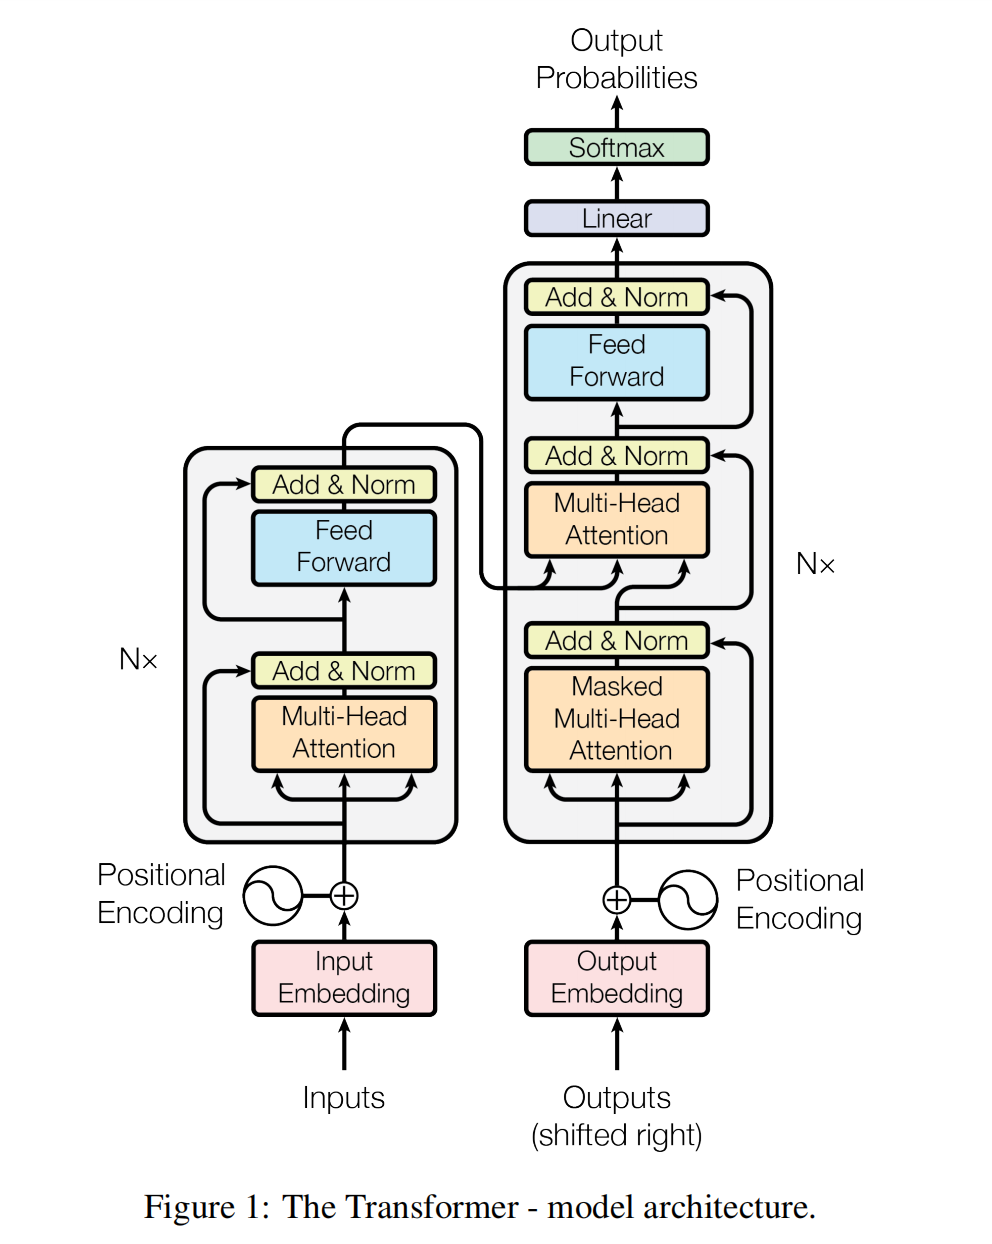 Output
Probabilities
Softmax
Linear
Add & Norm
Feed
Forward
Add & Norm
Multi-Head
Attention
N×
Add & Norm
Masked
Multi-Head
Attention
Add & Norm
Feed
Forward
N×
Add & Norm
Multi-Head
Attention
Positional
Encoding
Positional
Encoding
Input
Embedding
Output
Embedding
Inputs
Outputs
(shifted right)
Figure 1: The Transformer - model architecture.